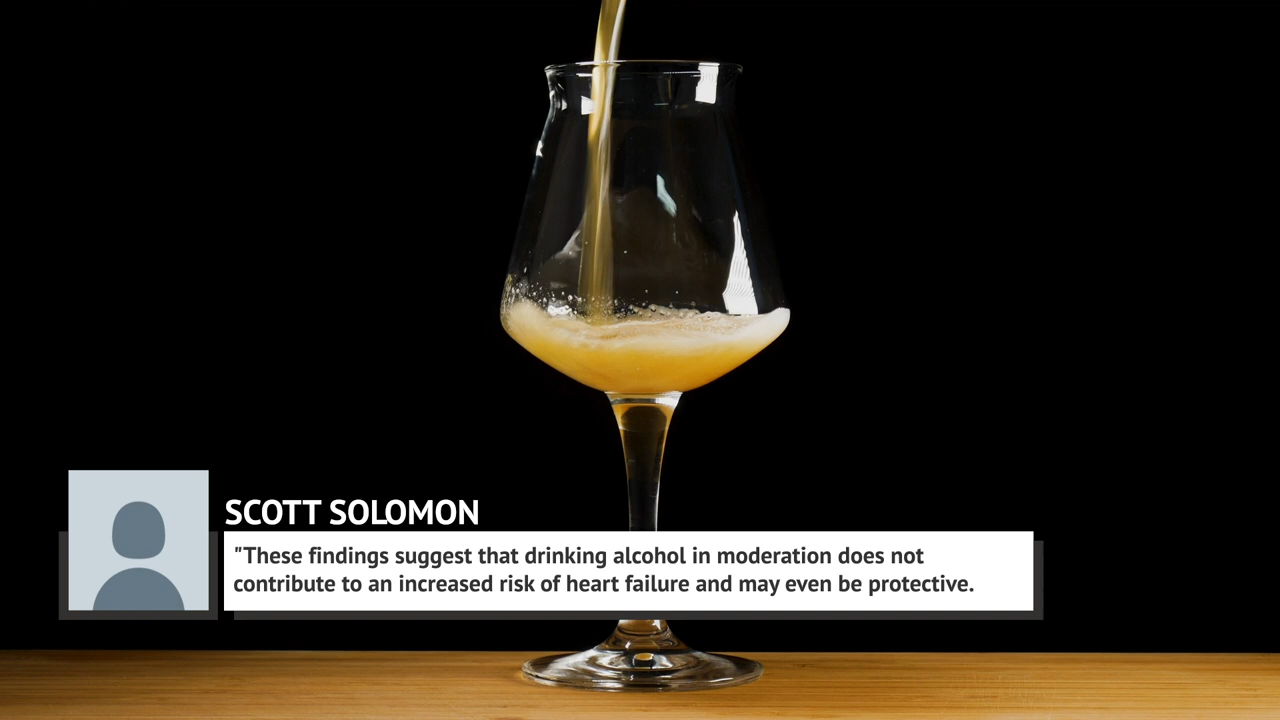 SCOTT SOLOMON
"These findings suggest that drinking alcohol in moderation does not
contribute to an increased risk of heart failure and may even be protective.